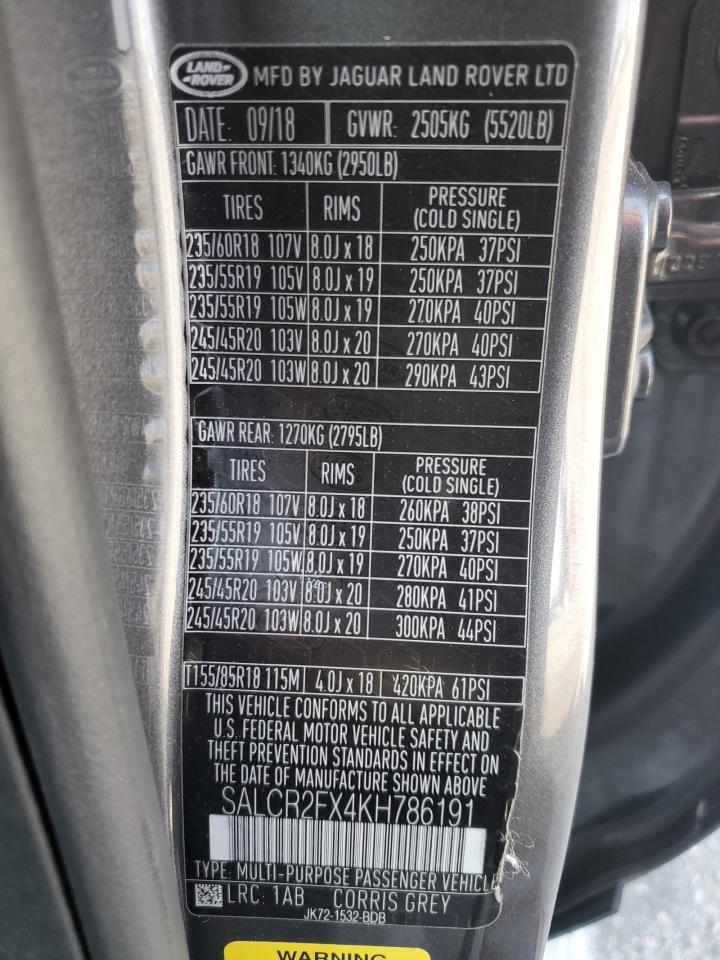 LAND-
-ROVER
MFD BY JAGUAR LAND ROVER LTD
DATE: 09/18 GVWR: 2505KG (5520LB)
GAWR FRONT: 1340KG (2950LB)
TIRES RIMS PRESSURE (COLD SINGLE)
235/60R18 107V 8.0J x 18 250KPA 37PSI
235/55R19 105V 8.0J x 19 250KPA 37PSI
235/55R19 105W 8.0J x 19 270KPA 40PSI
245/45R20 103V 8.0J x 20 270KPA 40PSI
245/45R20 103W 8.0J x 20 290KPA 43PSI
GAWR REAR: 1270KG (2795LB)
TIRES RIMS PRESSURE (COLD SINGLE)
235/60R18 107V 8.0J x 18 260KPA 38PSI
235/55R19 105V 8.0J x 19 250KPA 37PSI
235/55R19 105W 8.0J x 19 270KPA 40PSI
245/45R20 103V 8.0J x 20 280KPA 41PSI
245/45R20 103W 8.0J x 20 300KPA 44PSI
T155/85R18 115M 4.0J x 18 420KPA 61PSI
THIS VEHICLE CONFORMS TO ALL APPLICABLE
U.S. FEDERAL MOTOR VEHICLE SAFETY AND
THEFT PREVENTION STANDARDS IN EFFECT ON
THE DATE OF MANUFACTURE SHOWN ABOVE
SALCR2FX4KH786191
TYPE: MULTI-PURPOSE PASSENGER VEHICLE
LRC: 1AB CORRIS GREY
JK72-1532-BDB
WARNING